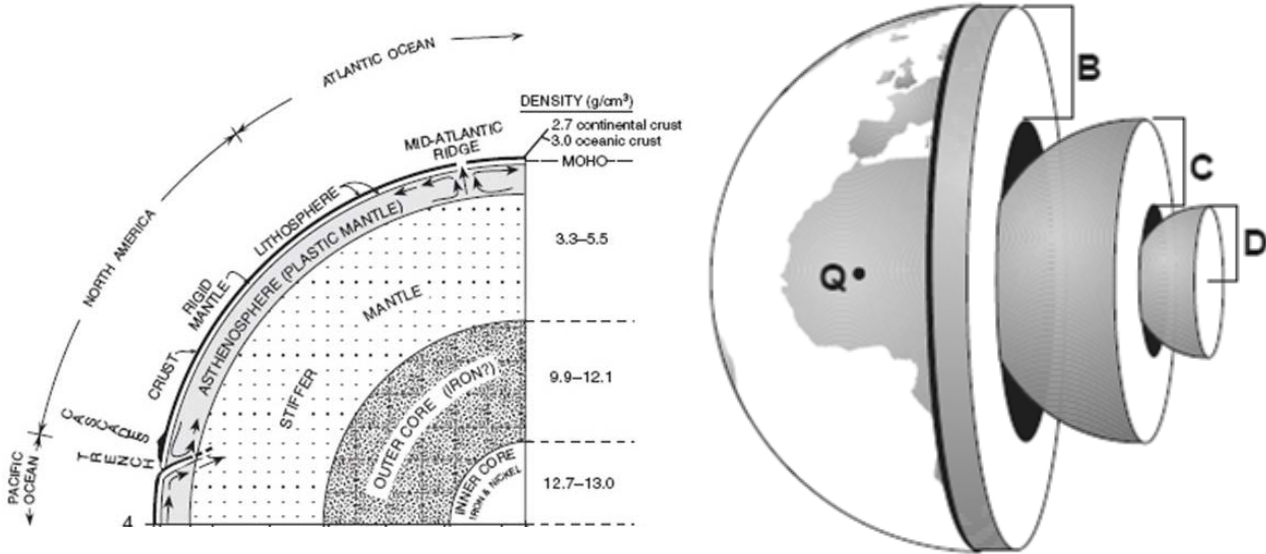 ATLANTIC OCEAN
DENSITY (g/cm³)
2.7 continental crust
3.0 oceanic crust
MOHO
MID-ATLANTIC
RIDGE
LITHOSPHERE
NORTH AMERICA
RIGID
MANTLE
ASTHENOSPHERE (PLASTIC MANTLE)
3.3–5.5
MANTLE
STIFFER
CRUST
CASCADES
TRENCH
PACIFIC
OCEAN
OUTER CORE (IRON?)
9.9–12.1
INNER CORE
IRON & NICKEL
12.7–13.0
4
B
C
D
Q